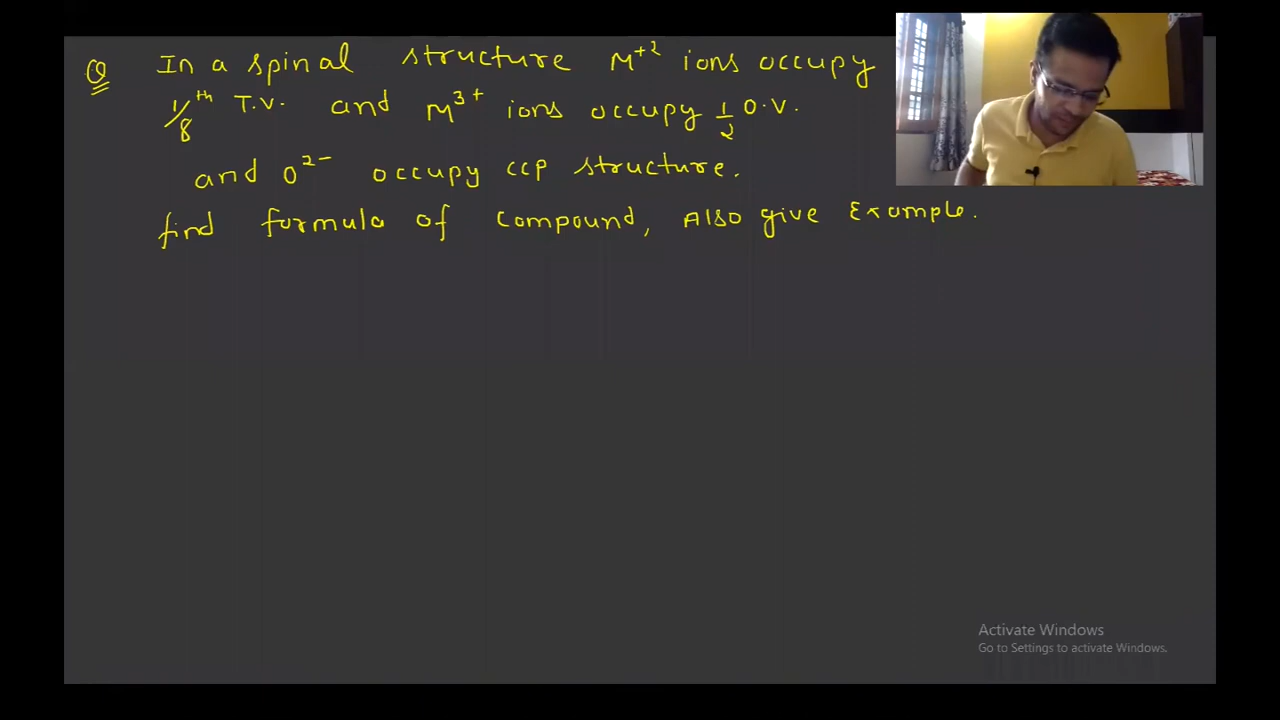 Q In a spinal structure M+2 ions occupy
1/8th T.V. and M3+ ions occupy 1/2 O.V.
and O2- occupy ccp structure.
find formula of compound, Also give Example.
Activate Windows
Go to Settings to activate Windows.